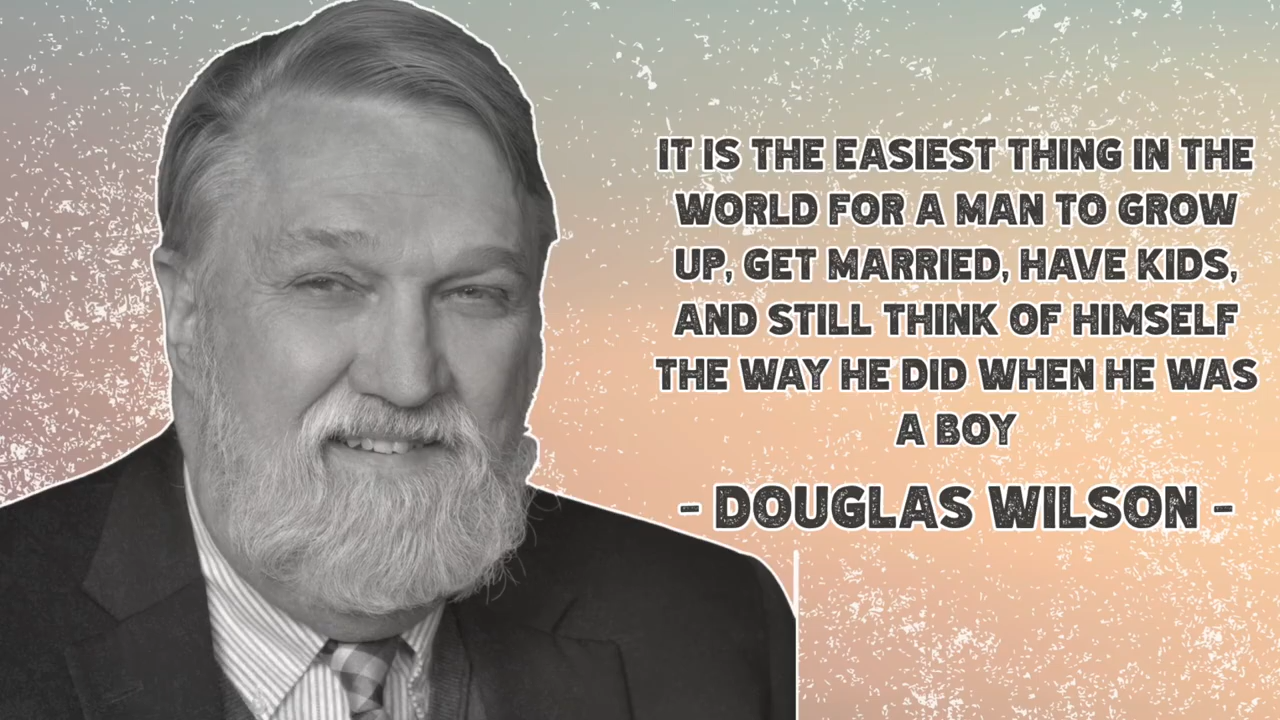 IT IS THE EASIEST THING IN THE
WORLD FOR A MAN TO GROW
UP, GET MARRIED, HAVE KIDS,
AND STILL THINK OF HIMSELF
THE WAY HE DID WHEN HE WAS
A BOY
- DOUGLAS WILSON -